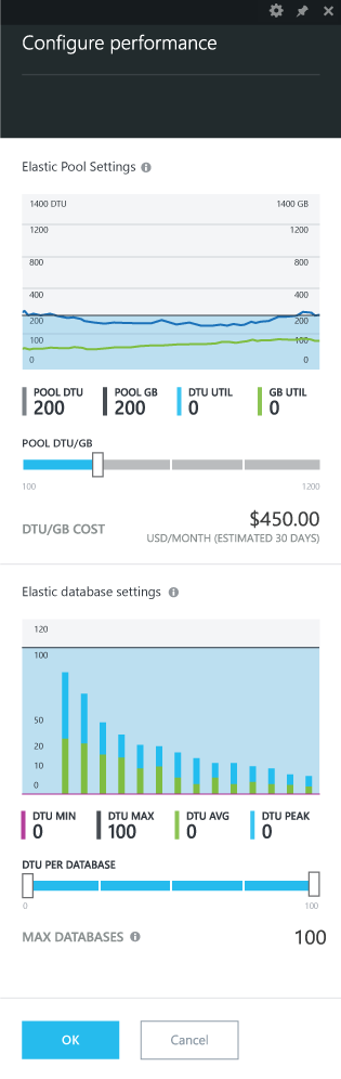 Configure performance
Elastic Pool Settings
1400 DTU 1400 GB
1200 1200
800 800
400 400
200 200
100 100
0 0
POOL DTU POOL GB DTU UTIL GB UTIL
200 200 0 0
POOL DTU/GB
100 1200
DTU/GB COST $450.00
USD/MONTH (ESTIMATED 30 DAYS)
Elastic database settings
120
100
50
20
10
0
DTU MIN DTU MAX DTU AVG DTU PEAK
0 100 0 0
DTU PER DATABASE
0 100
MAX DATABASES 100
OK Cancel